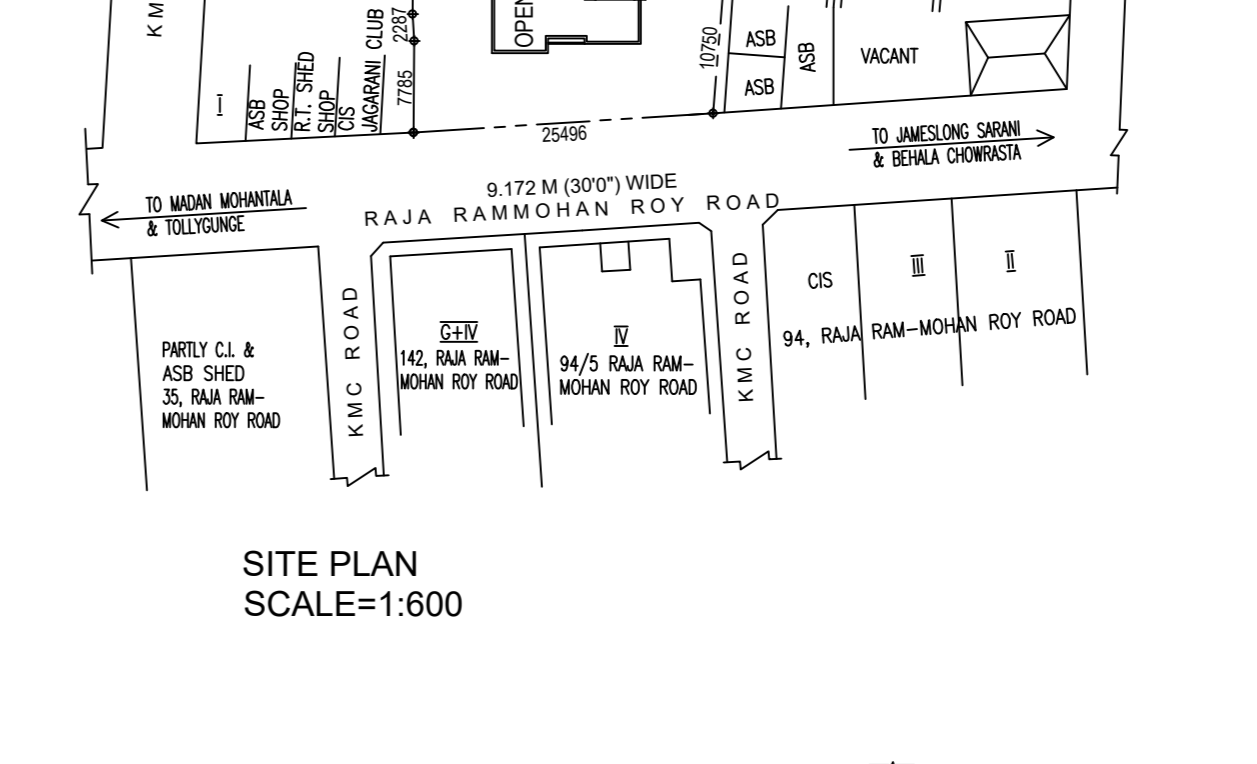 KM
I
ASB
SHOP
R.T. SHED
SHOP
CIS
JAGARANI CLUB
2287
7785
OPEN
10750
ASB
ASB
ASB
VACANT
25496
TO JAMESLONG SARANI
& BEHALA CHOWRASTA
9.172 M (30'0") WIDE
RAJA RAMMOHAN ROY ROAD
TO MADAN MOHANTALA
& TOLLYGUNGE
PARTLY C.I. &
ASB SHED
35, RAJA RAM-
MOHAN ROY ROAD
KMC ROAD
G+IV
142, RAJA RAM-
MOHAN ROY ROAD
IV
94/5 RAJA RAM-
MOHAN ROY ROAD
KMC ROAD
CIS
III
II
94, RAJA RAM-MOHAN ROY ROAD
SITE PLAN
SCALE=1:600